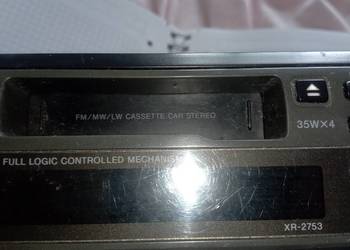 FM/MW/LW CASSETTE CAR STEREO
35W×4
FULL LOGIC CONTROLLED MECHANISM
XR-2753